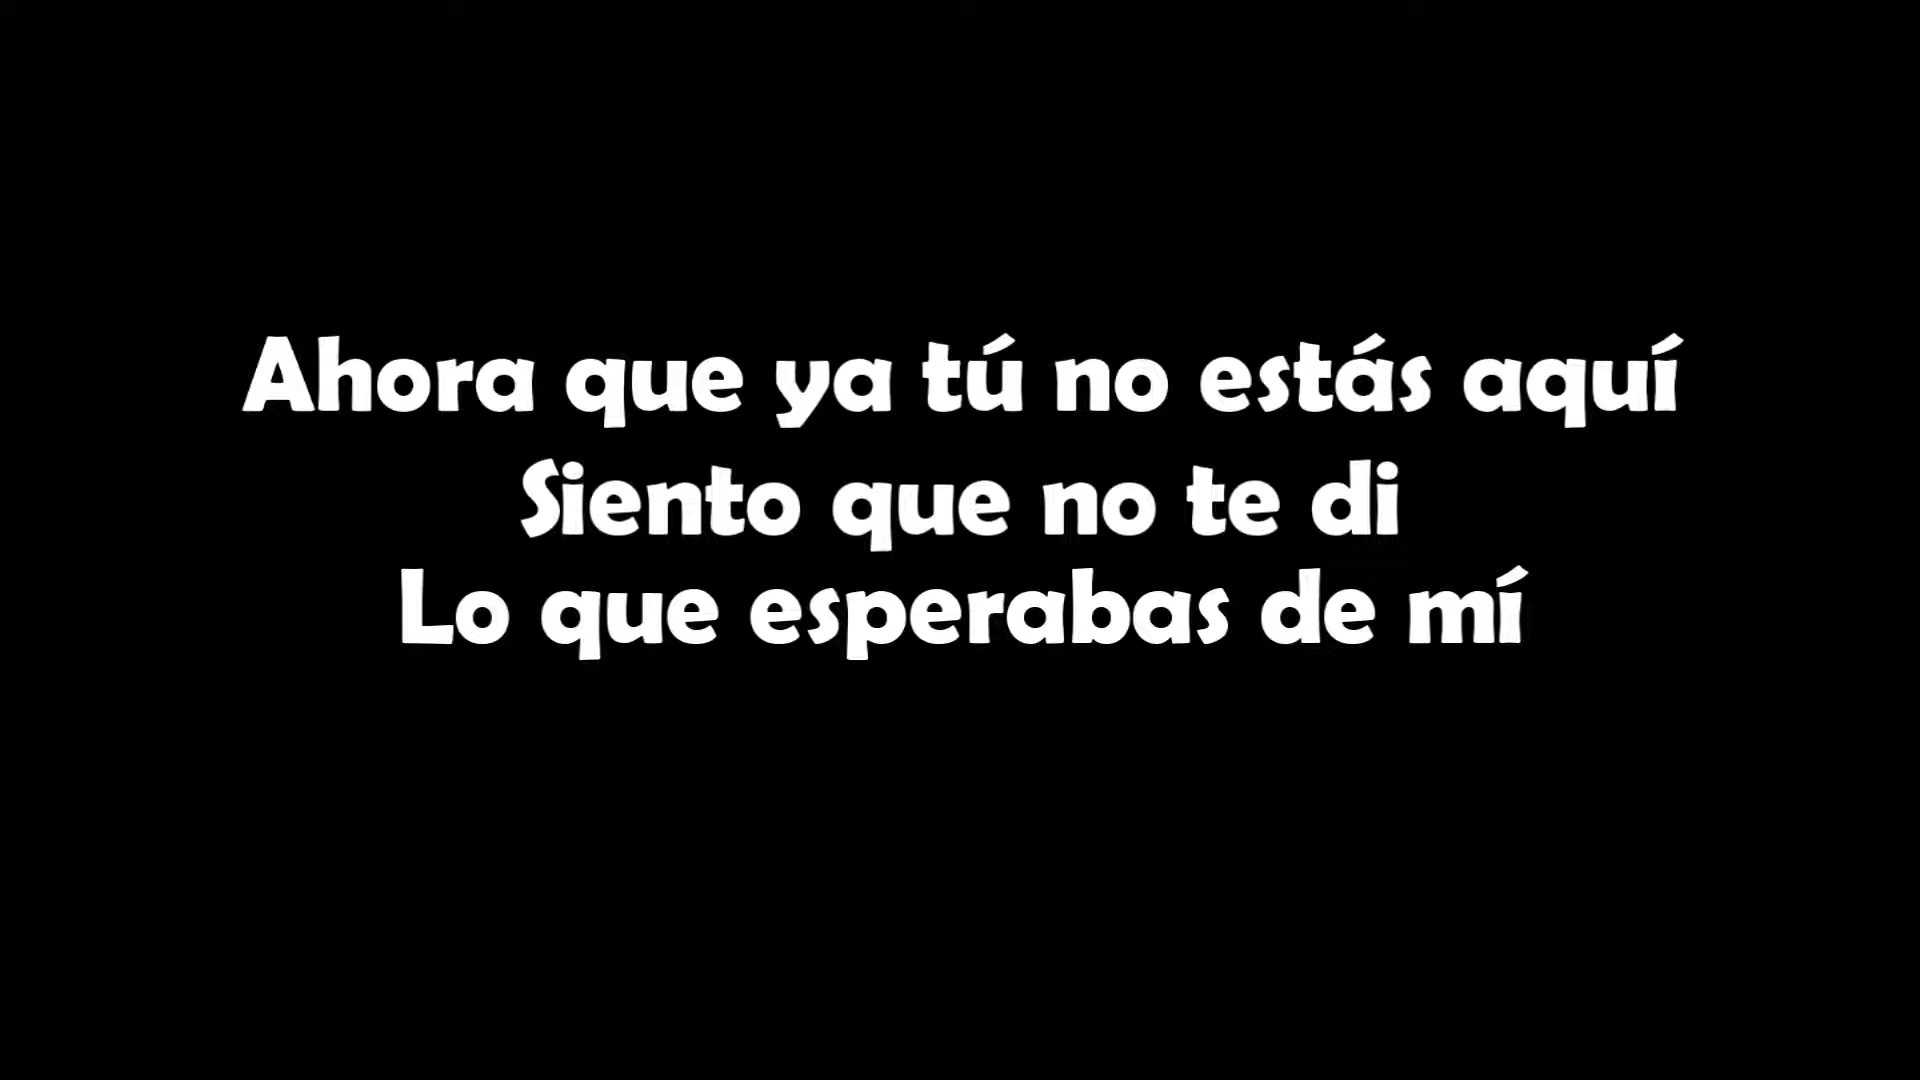 Ahora que ya tú no estás aquí
Siento que no te di
Lo que esperabas de mí